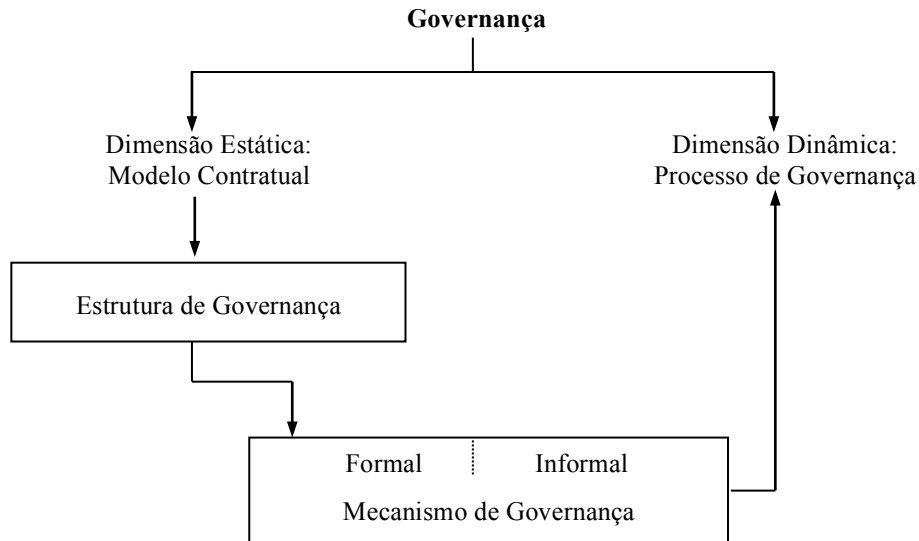 Governança
Dimensão Estática:
Modelo Contratual
Dimensão Dinâmica:
Processo de Governança
Estrutura de Governança
Formal
Informal
Mecanismo de Governança